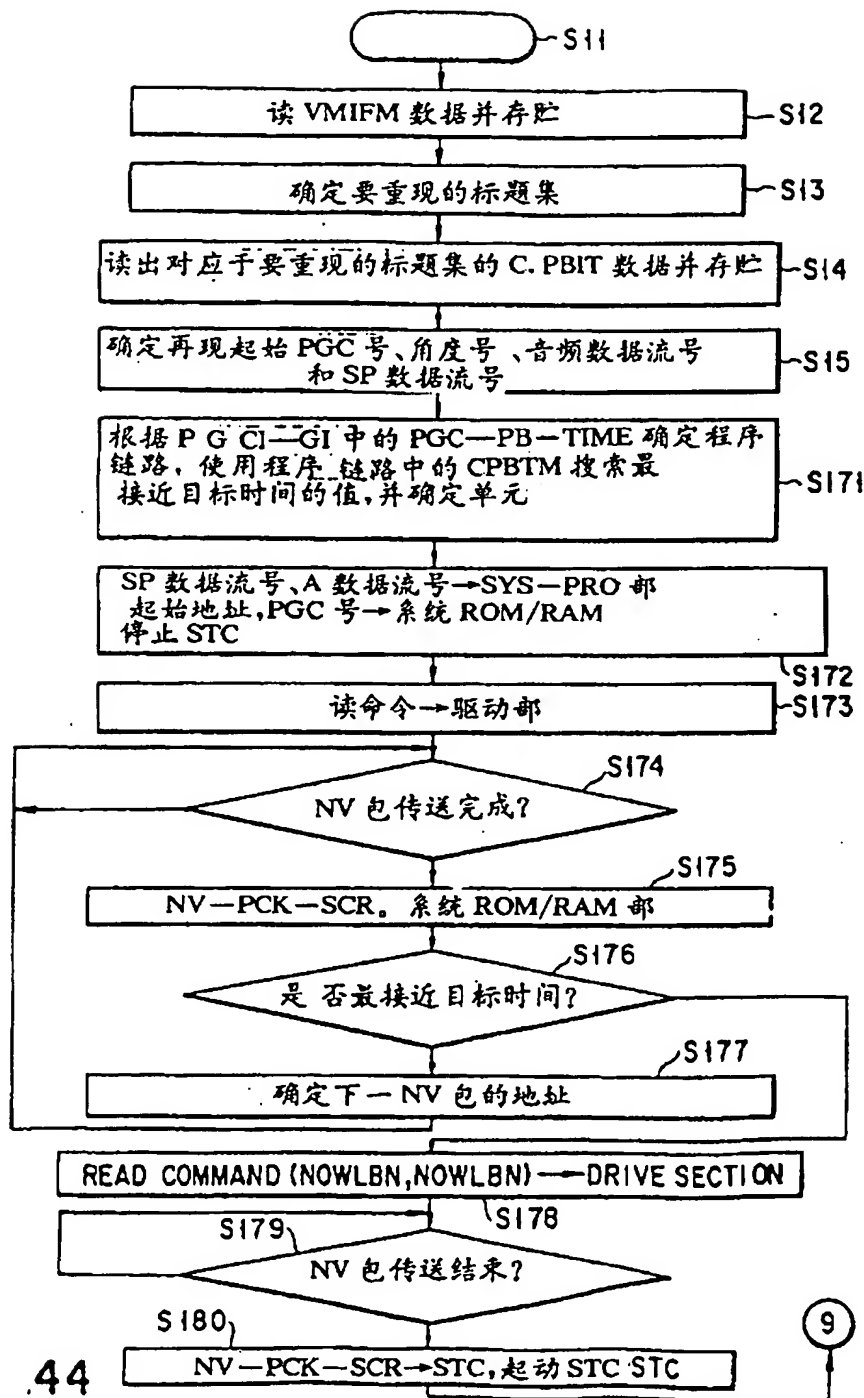 S11
读 VMIFM 数据并存贮
S12
确定要重现的标题集
S13
读出对应于要重现的标题集的 C.PBIT 数据并存贮
S14
确定再现起始 PGC 号、角度号、音频数据流号
和 SP 数据流号
S15
根据 P G CI—GI 中的 PGC—PB—TIME 确定程序
链路,使用程序链路中的 CPBTM 搜索最
接近目标时间的值,并确定单元
S171
SP 数据流号、A 数据流号→SYS—PRO 部
起始地址,PGC 号→系统 ROM/RAM
停止 STC
S172
读命令→驱动部
S173
S174
NV 包传送完成?
S175
NV—PCK—SCR。系统 ROM/RAM 部
S176
是否最接近目标时间?
S177
确定下一 NV 包的地址
READ COMMAND (NOWLBN,NOWLBN)→DRIVE SECTION
S178
S179
NV 包传送结束?
S180
NV—PCK—SCR→STC,起动 STC STC
9
.44